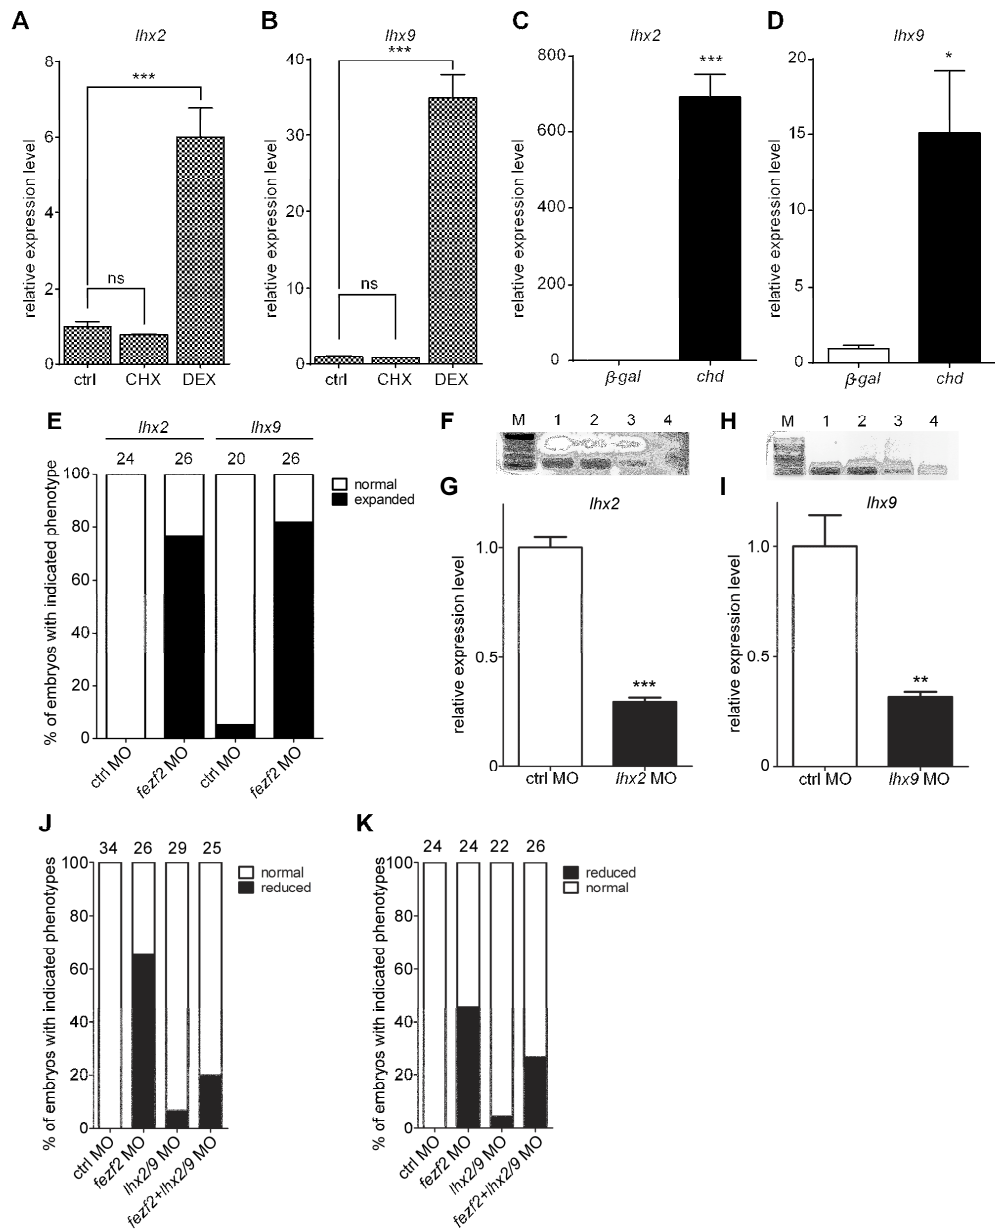 A
lhx2
relative expression level
8
6
4
2
0
***
ns
ctrl CHX DEX
B
lhx9
relative expression level
40
30
20
10
0
***
ns
ctrl CHX DEX
C
lhx2
relative expression level
800
600
400
200
0
***
β-gal chd
D
lhx9
relative expression level
20
15
10
5
0
*
β-gal chd
E
lhx2 lhx9
24 26 20 26
% of embryos with indicated phenotype
100
80
60
40
20
0
ctrl MO
fezf2 MO
ctrl MO
fezf2 MO
normal
expanded
F
M 1 2 3 4
G
lhx2
relative expression level
1.0
0.5
0
***
ctrl MO lhx2 MO
H
M 1 2 3 4
I
lhx9
relative expression level
1.0
0.5
0
**
ctrl MO lhx9 MO
J
34 26 29 25
% of embryos with indicated phenotypes
100
80
60
40
20
0
ctrl MO
fezf2 MO
lhx2/9 MO
fezf2+lhx2/9 MO
normal
reduced
K
24 24 22 26
% of embryos with indicated phenotypes
100
80
60
40
20
0
ctrl MO
fezf2 MO
lhx2/9 MO
fezf2+lhx2/9 MO
reduced
normal